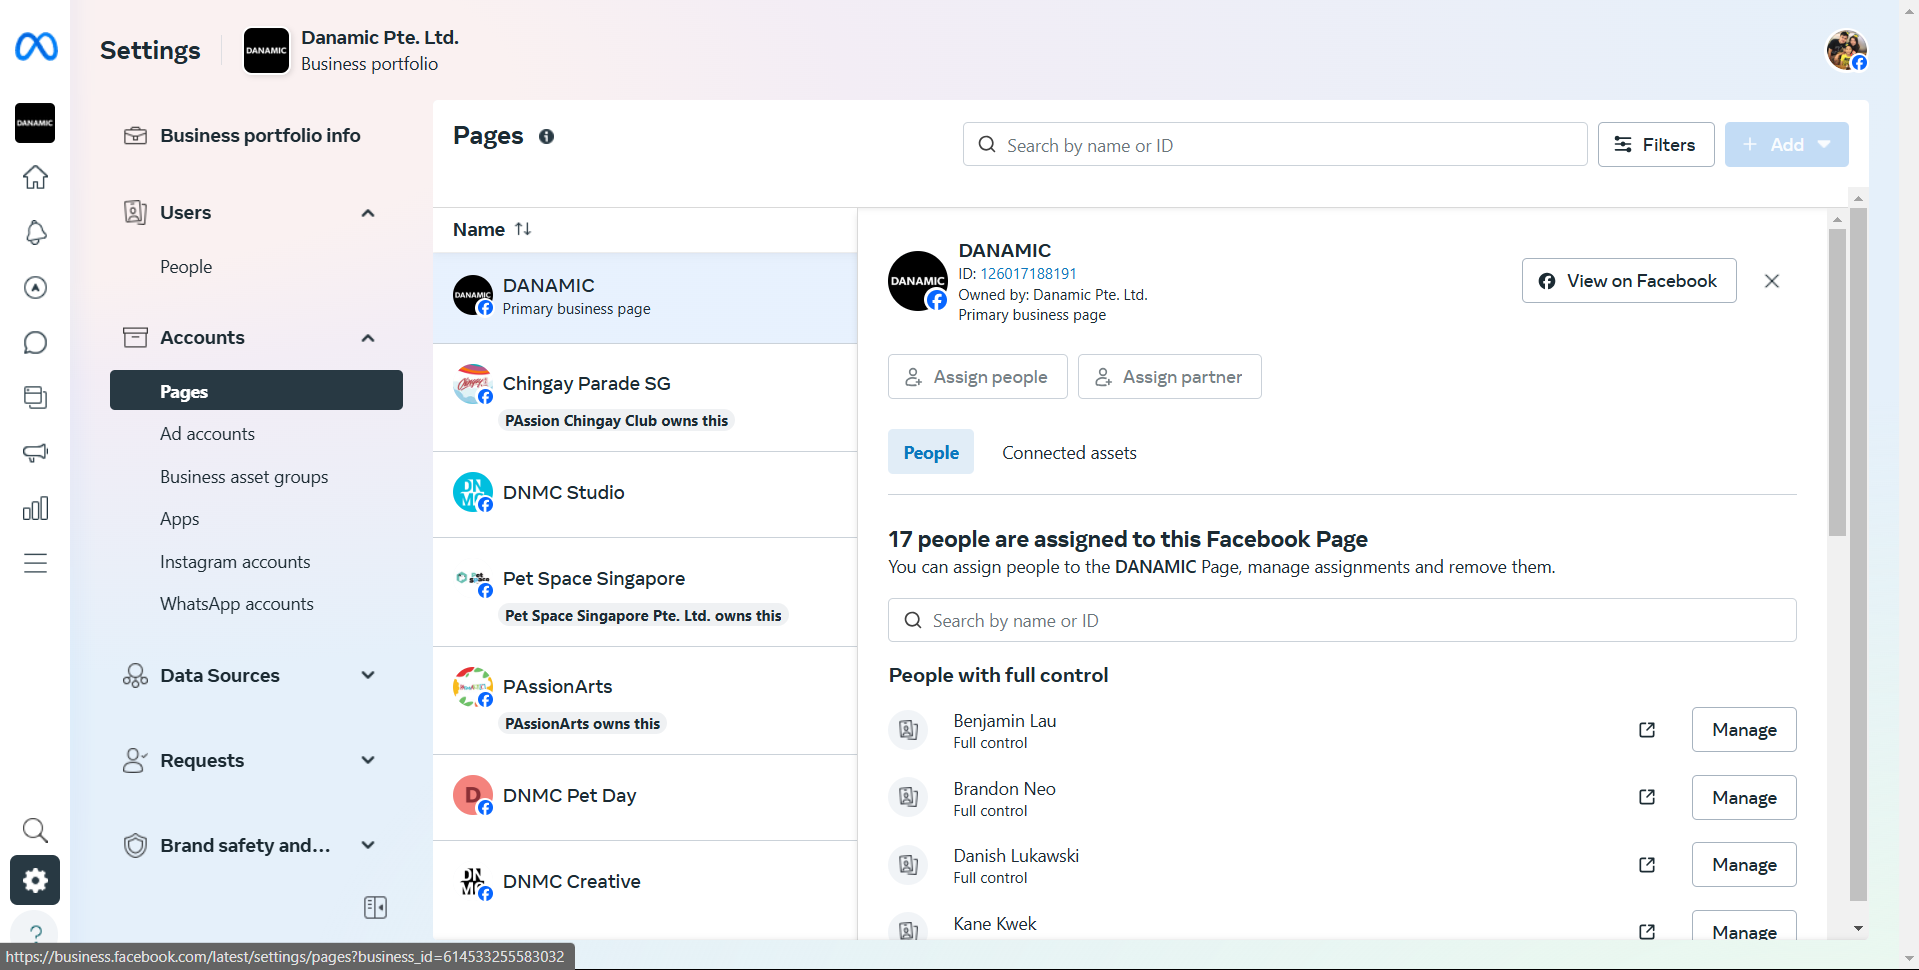 Settings
DANAMIC
Danamic Pte. Ltd.
Business portfolio
DANAMIC
Business portfolio info
Users
People
Accounts
Pages
Ad accounts
Business asset groups
Apps
Instagram accounts
WhatsApp accounts
Data Sources
Requests
Brand safety and...
?
Pages
Search by name or ID
Filters
+ Add
Name
DANAMIC
DANAMIC
Primary business page
Chingay Parade SG
PAssion Chingay Club owns this
DNMC Studio
Pet Space Singapore
Pet Space Singapore Pte. Ltd. owns this
PAssionArts
PAssionArts owns this
D
DNMC Pet Day
DNMC Creative
DANAMIC
DANAMIC
ID: 126017188191
Owned by: Danamic Pte. Ltd.
Primary business page
View on Facebook
Assign people
Assign partner
People
Connected assets
17 people are assigned to this Facebook Page
You can assign people to the DANAMIC Page, manage assignments and remove them.
Search by name or ID
People with full control
Benjamin Lau
Full control
Manage
Brandon Neo
Full control
Manage
Danish Lukawski
Full control
Manage
Kane Kwek
Manage
https://business.facebook.com/latest/settings/pages?business_id=614533255583032